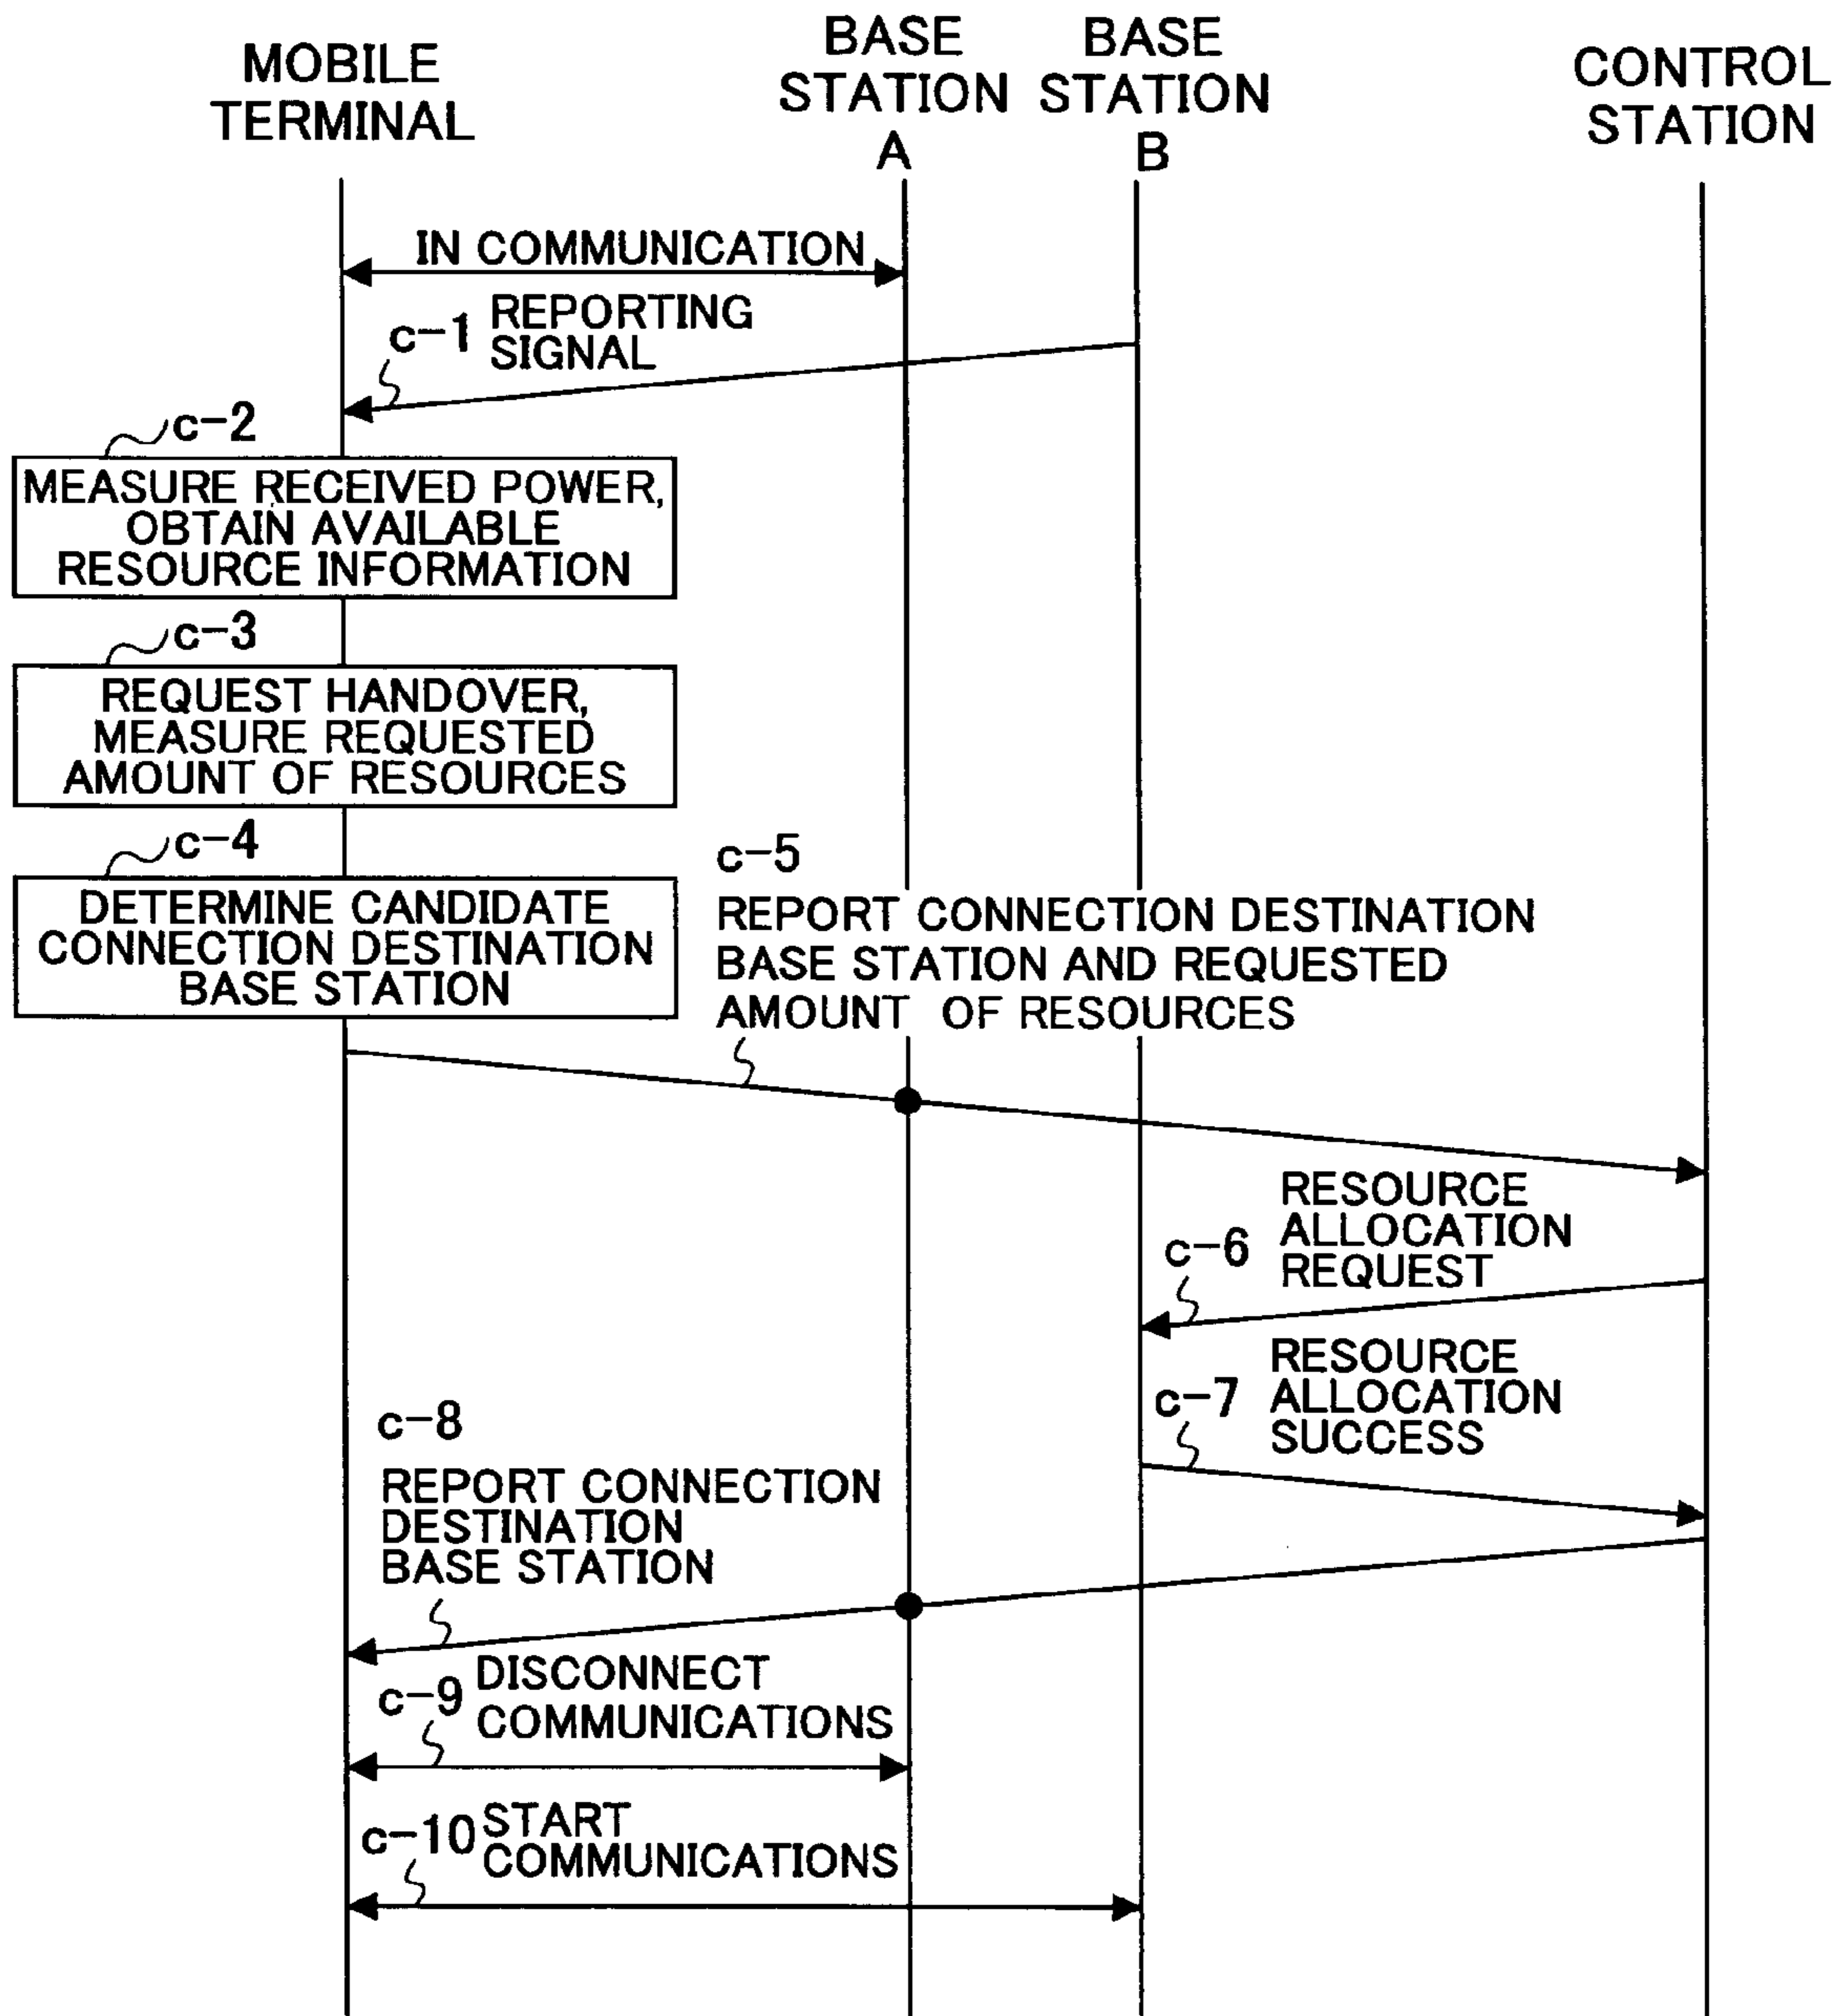 MOBILE
TERMINAL
BASE
STATION
A
BASE
STATION
B
CONTROL
STATION
IN COMMUNICATION
c-1
REPORTING
SIGNAL
c-2
MEASURE RECEIVED POWER,
OBTAIN AVAILABLE
RESOURCE INFORMATION
c-3
REQUEST HANDOVER,
MEASURE REQUESTED
AMOUNT OF RESOURCES
c-4
DETERMINE CANDIDATE
CONNECTION DESTINATION
BASE STATION
c-5
REPORT CONNECTION DESTINATION
BASE STATION AND REQUESTED
AMOUNT OF RESOURCES
c-6
RESOURCE
ALLOCATION
REQUEST
c-7
RESOURCE
ALLOCATION
SUCCESS
c-8
REPORT CONNECTION
DESTINATION
BASE STATION
c-9
DISCONNECT
COMMUNICATIONS
c-10
START
COMMUNICATIONS